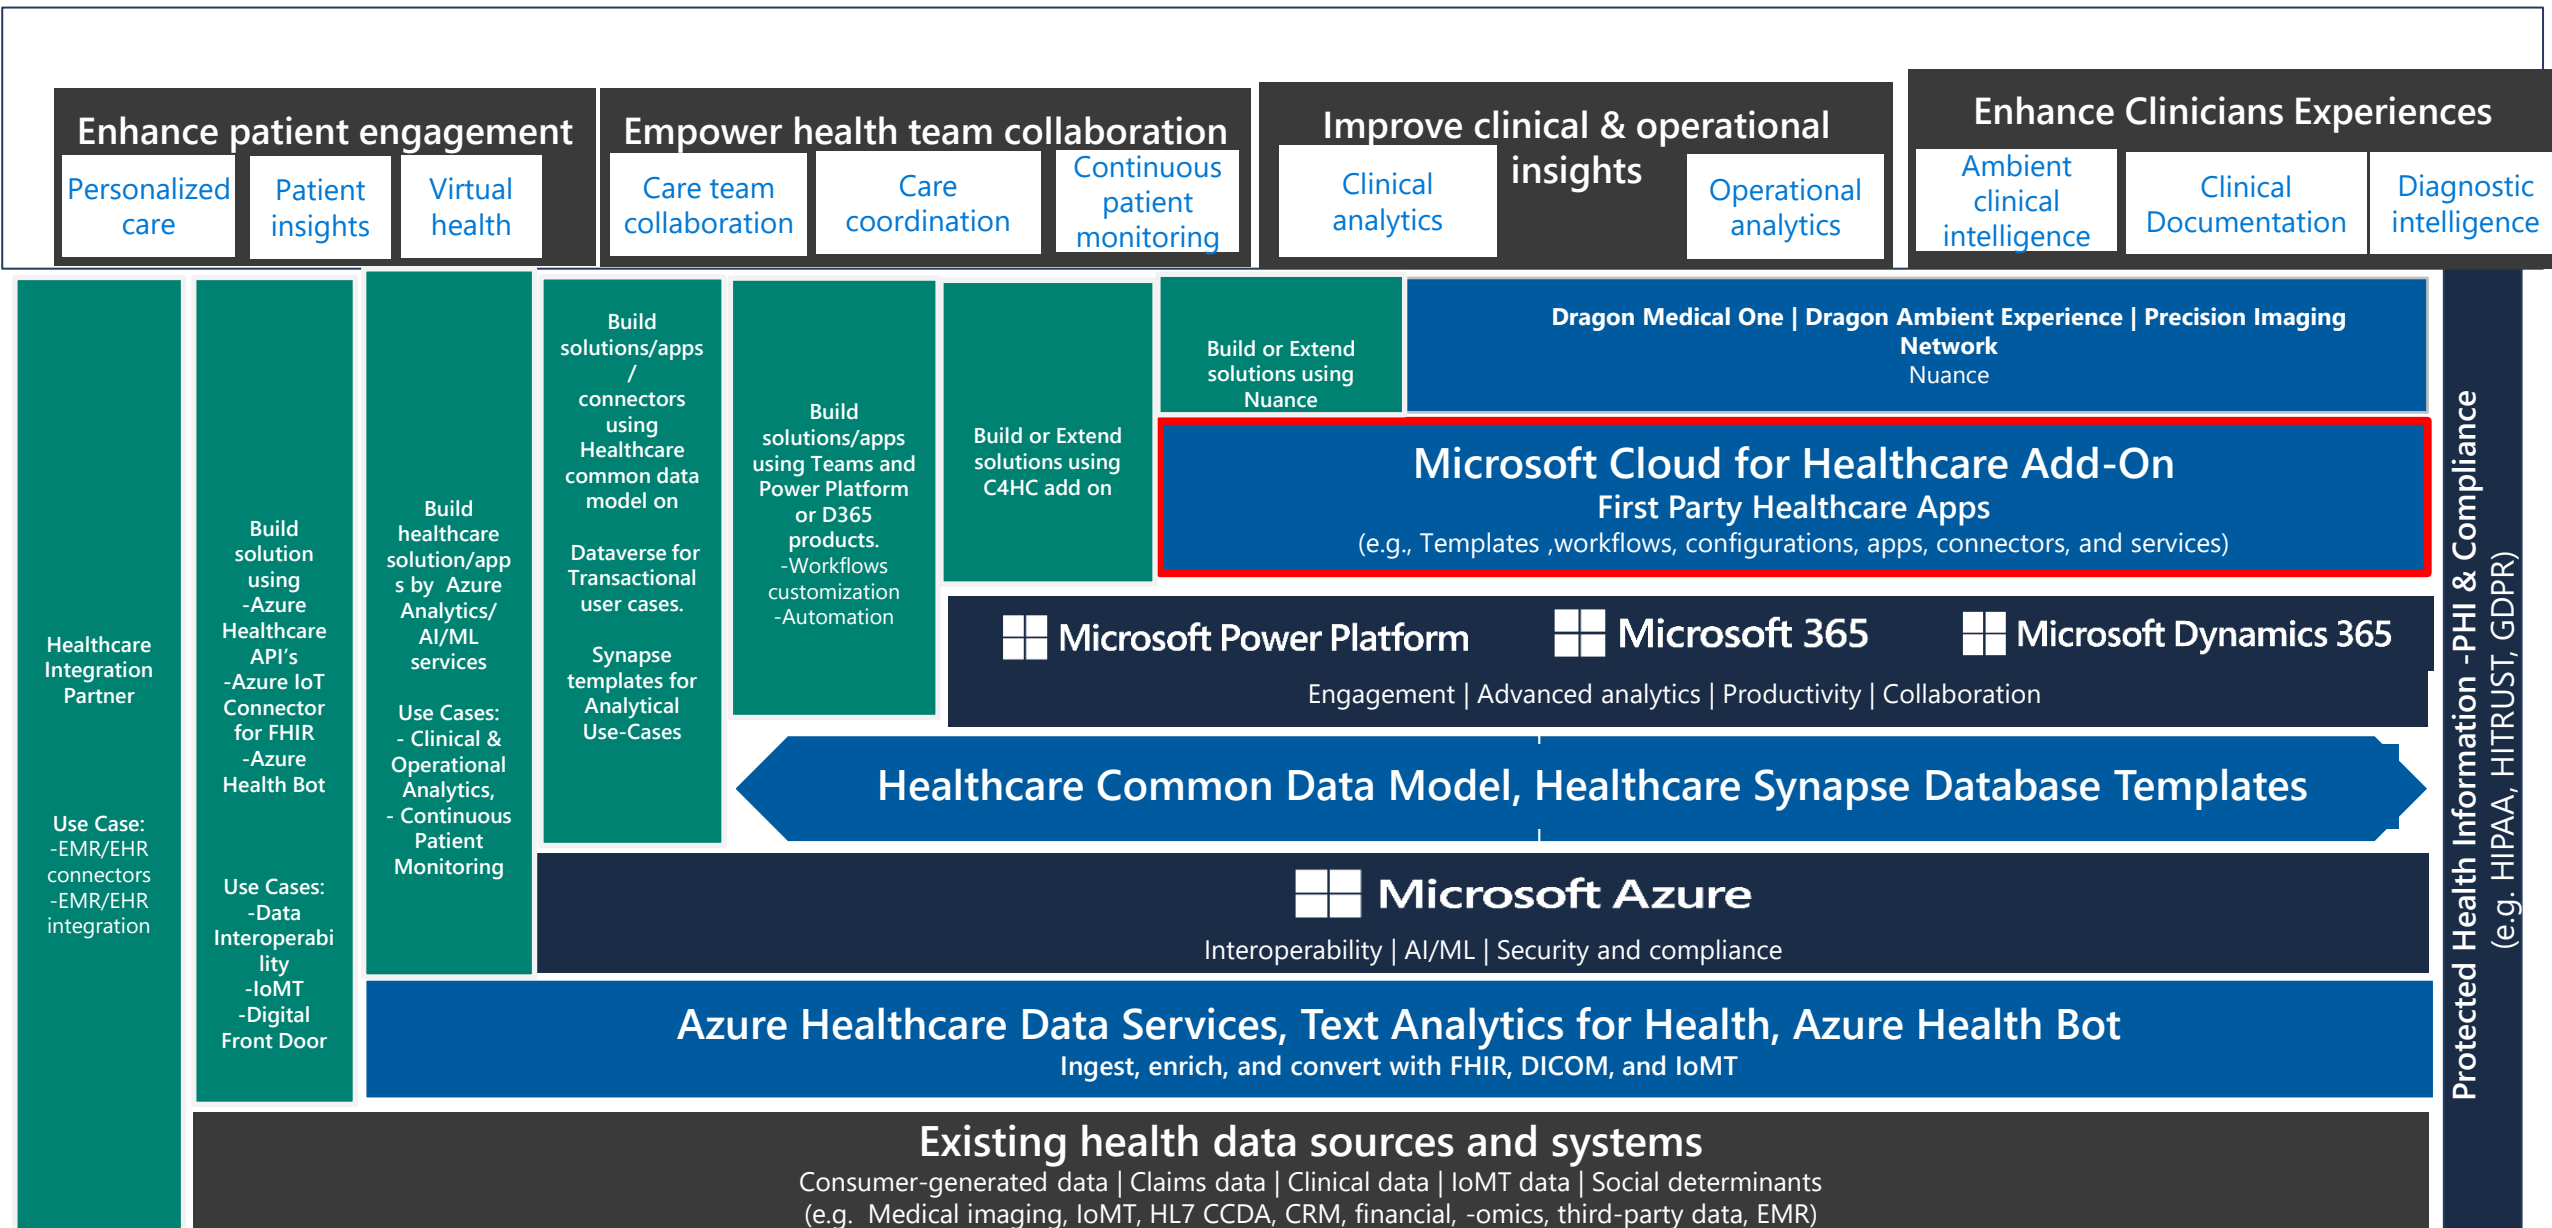 Enhance patient engagement
Personalized
care
Patient
insights
Virtual
health
Empower health team collaboration
Care team
collaboration
Care
coordination
Continuous
patient
monitoring
Improve clinical & operational
insights
Clinical
analytics
Operational
analytics
Enhance Clinicians Experiences
Ambient
clinical
intelligence
Clinical
Documentation
Diagnostic
intelligence
Healthcare
Integration
Partner
Use Case:
-EMR/EHR
connectors
-EMR/EHR
integration
Build
solution
using
-Azure
Healthcare
API's
-Azure IoT
Connector
for FHIR
-Azure
Health Bot
Use Cases:
-Data
Interoperabi
lity
-IoMT
-Digital
Front Door
Build
healthcare
solution/app
s by  Azure
Analytics/
AI/ML
services
Use Cases:
- Clinical &
Operational
Analytics,
- Continuous
Patient
Monitoring
Build
solutions/apps
/
connectors
using
Healthcare
common data
model on
Dataverse for
Transactional
user cases.
Synapse
templates for
Analytical
Use-Cases
Build
solutions/apps
using Teams and
Power Platform
or D365
products.
-Workflows
customization
-Automation
Build or Extend
solutions using
C4HC add on
Build or Extend
solutions using
Nuance
Dragon Medical One | Dragon Ambient Experience | Precision Imaging
Network
Nuance
Microsoft Cloud for Healthcare Add-On
First Party Healthcare Apps
(e.g., Templates ,workflows, configurations, apps, connectors, and services)
Microsoft Power Platform
Microsoft 365
Microsoft Dynamics 365
Engagement | Advanced analytics | Productivity | Collaboration
Healthcare Common Data Model, Healthcare Synapse Database Templates
Microsoft Azure
Interoperability | AI/ML | Security and compliance
Azure Healthcare Data Services, Text Analytics for Health, Azure Health Bot
Ingest, enrich, and convert with FHIR, DICOM, and IoMT
Existing health data sources and systems
Consumer-generated data | Claims data | Clinical data | IoMT data | Social determinants
(e.g.  Medical imaging, IoMT, HL7 CCDA, CRM, financial, -omics, third-party data, EMR)
Protected Health Information -PHI & Compliance
(e.g. HIPAA, HITRUST, GDPR)